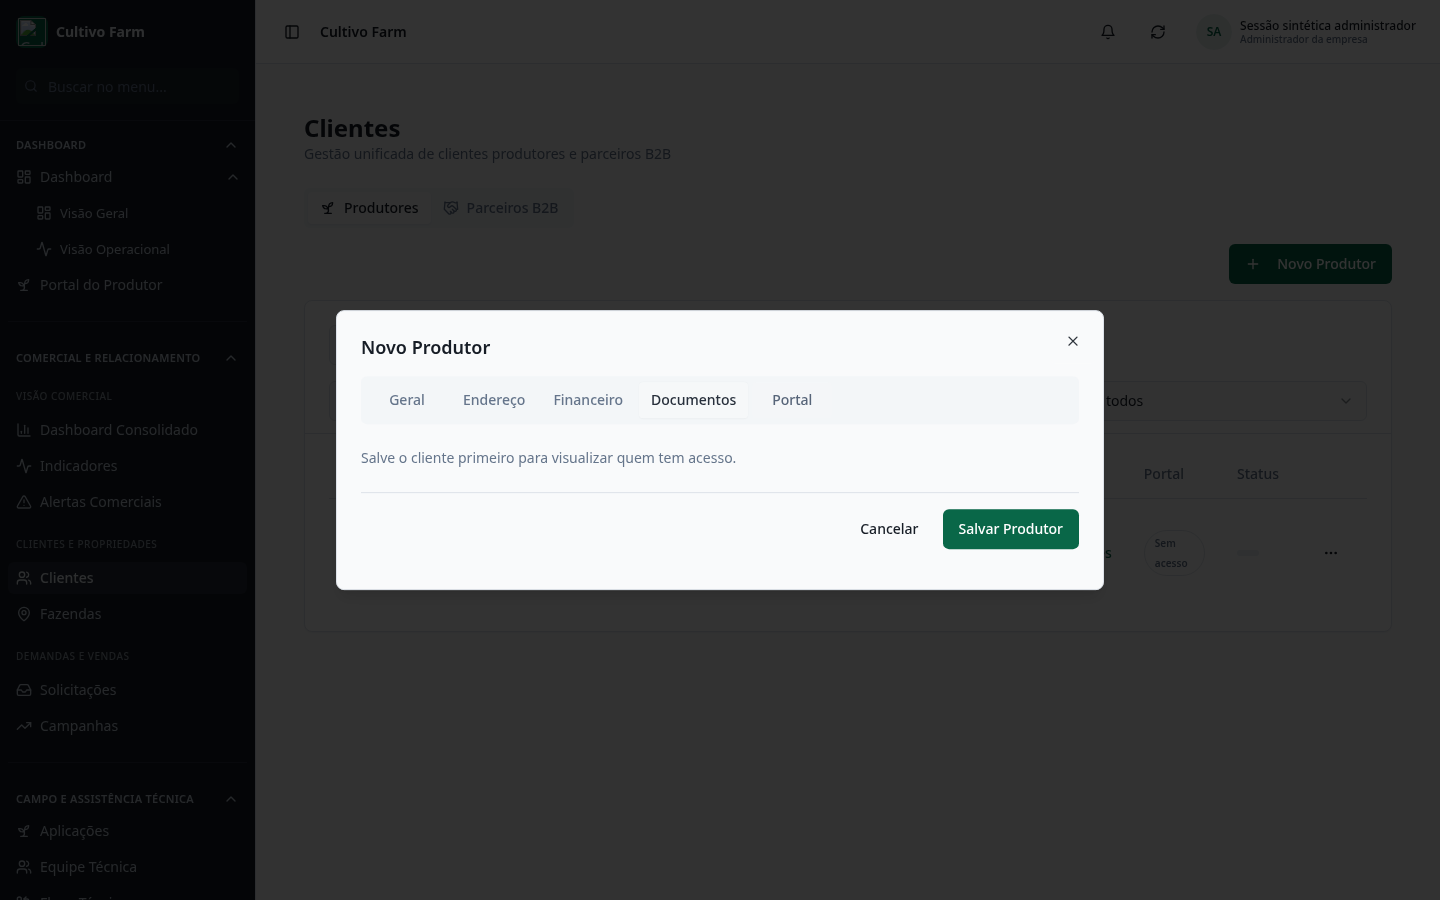 Cultivo Farm
Buscar no menu...
DASHBOARD
Dashboard
Visão Geral
Visão Operacional
Portal do Produtor
COMERCIAL E RELACIONAMENTO
VISÃO COMERCIAL
Dashboard Consolidado
Indicadores
Alertas Comerciais
CLIENTES E PROPRIEDADES
Clientes
Fazendas
DEMANDAS E VENDAS
Solicitações
Campanhas
CAMPO E ASSISTÊNCIA TÉCNICA
Aplicações
Equipe Técnica
Cultivo Farm
SA
Sessão sintética administrador
Administrador da empresa
Clientes
Gestão unificada de clientes produtores e parceiros B2B
Produtores
Parceiros B2B
Novo Produtor
todos
Portal
Status
Sem
acesso
Novo Produtor
Geral
Endereço
Financeiro
Documentos
Portal
Salve o cliente primeiro para visualizar quem tem acesso.
Cancelar
Salvar Produtor